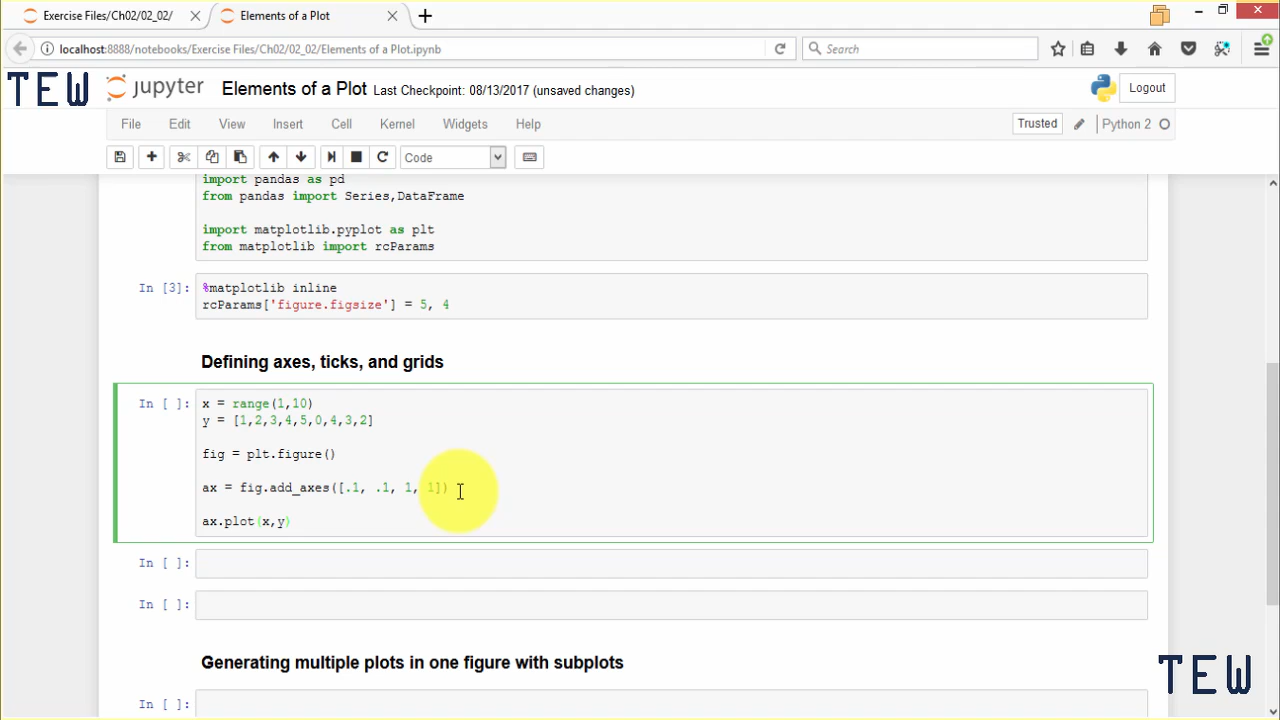 Exercise Files/Ch02/02_02/
Elements of a Plot
localhost:8888/notebooks/Exercise Files/Ch02/02_02/Elements of a Plot.ipynb
Search
TEW
jupyter Elements of a Plot Last Checkpoint: 08/13/2017 (unsaved changes)
Logout
File Edit View Insert Cell Kernel Widgets Help
Trusted
Python 2
Code
import pandas as pd
from pandas import Series,DataFrame
import matplotlib.pyplot as plt
from matplotlib import rcParams
In [3]: %matplotlib inline
rcParams['figure.figsize'] = 5, 4
Defining axes, ticks, and grids
In [ ]: x = range(1,10)
y = [1,2,3,4,5,0,4,3,2]
fig = plt.figure()
ax = fig.add_axes([.1, .1, 1, 1])
ax.plot(x,y)
In [ ]:
In [ ]:
Generating multiple plots in one figure with subplots
TEW
In [ ]: